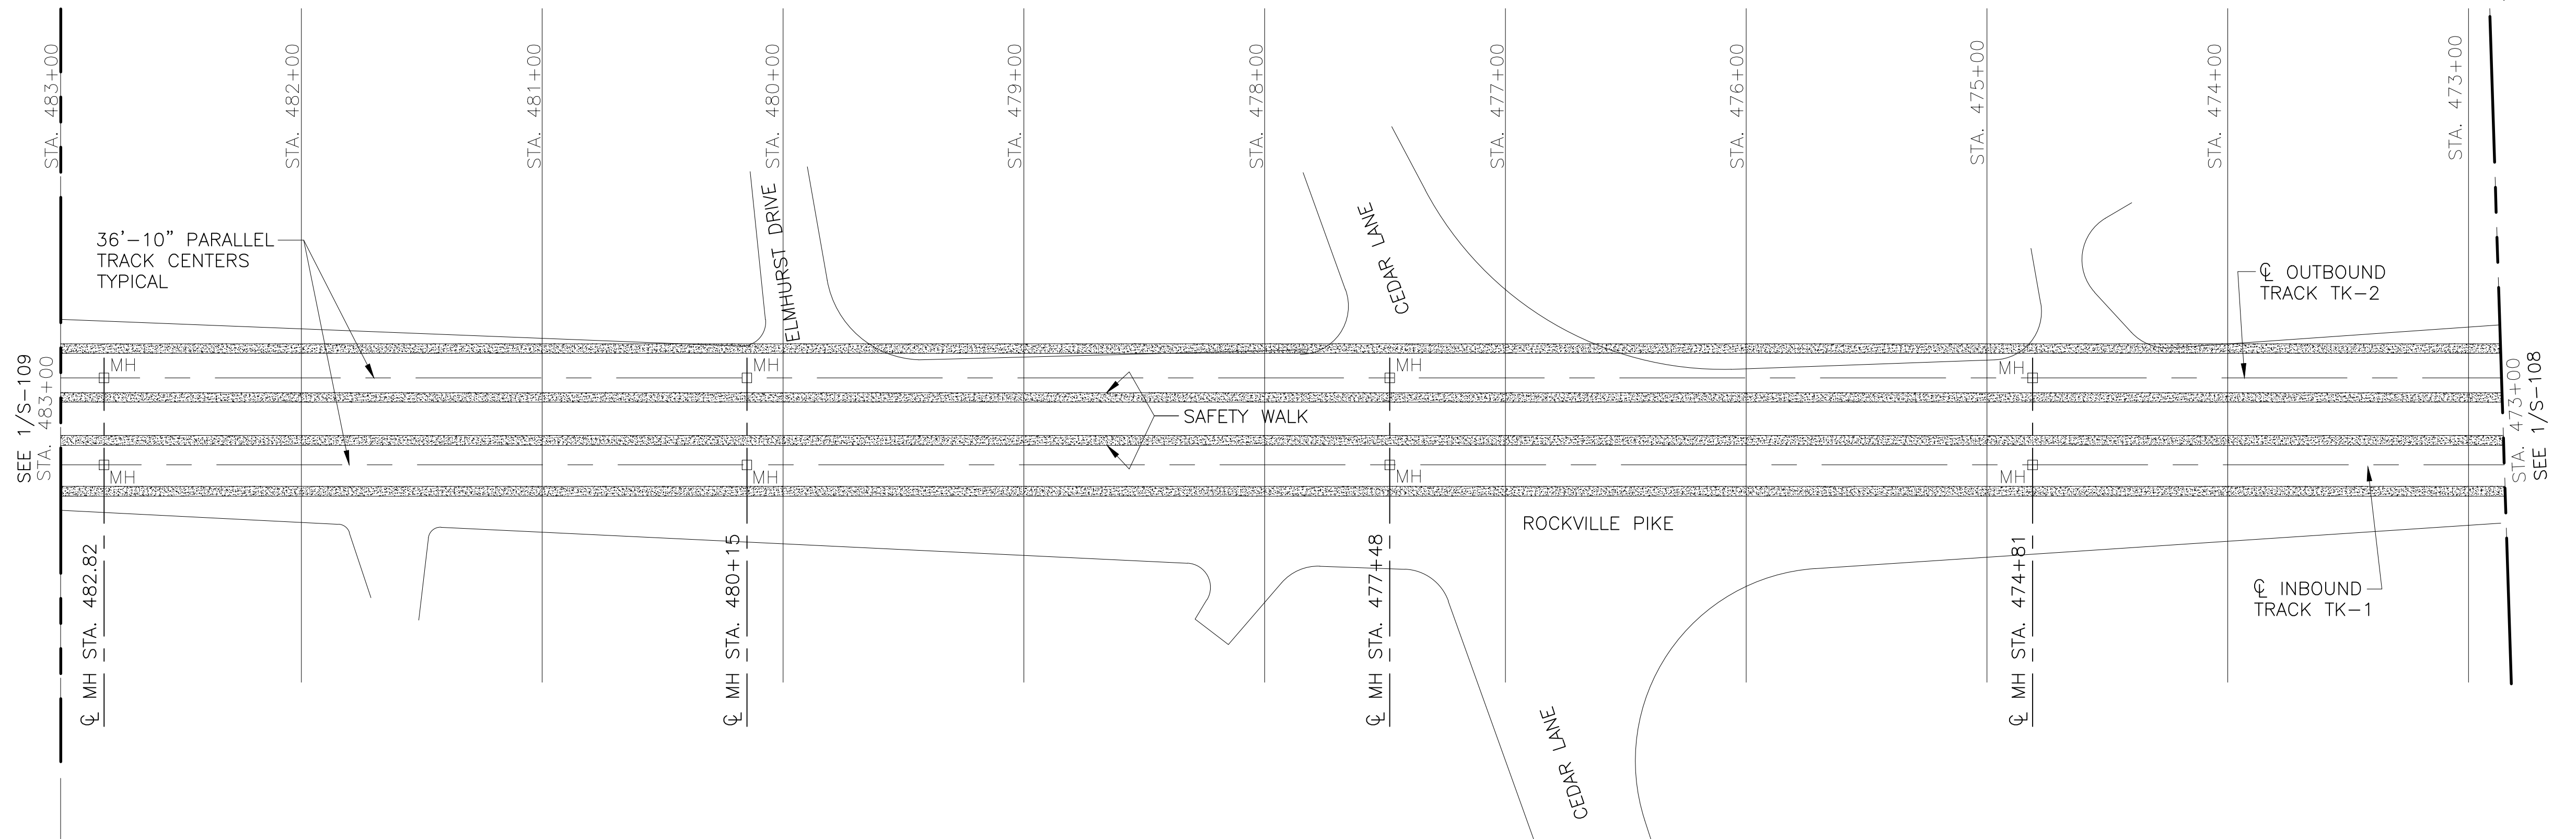 STA. 483+00
STA. 482+00
STA. 481+00
STA. 480+00
STA. 479+00
STA. 478+00
STA. 477+00
STA. 476+00
STA. 475+00
STA. 474+00
STA. 473+00
36'-10" PARALLEL
TRACK CENTERS
TYPICAL
ELMHURST DRIVE
CEDAR LANE
℄ OUTBOUND
TRACK TK-2
SEE 1/S-109
STA. 483+00
MH
MH
MH
MH
SAFETY WALK
MH
MH
MH
MH
STA. 473+00
SEE 1/S-108
ROCKVILLE PIKE
℄ MH STA. 482.82
℄ MH STA. 480+15
℄ MH STA. 477+48
℄ MH STA. 474+81
℄ INBOUND
TRACK TK-1
CEDAR LANE